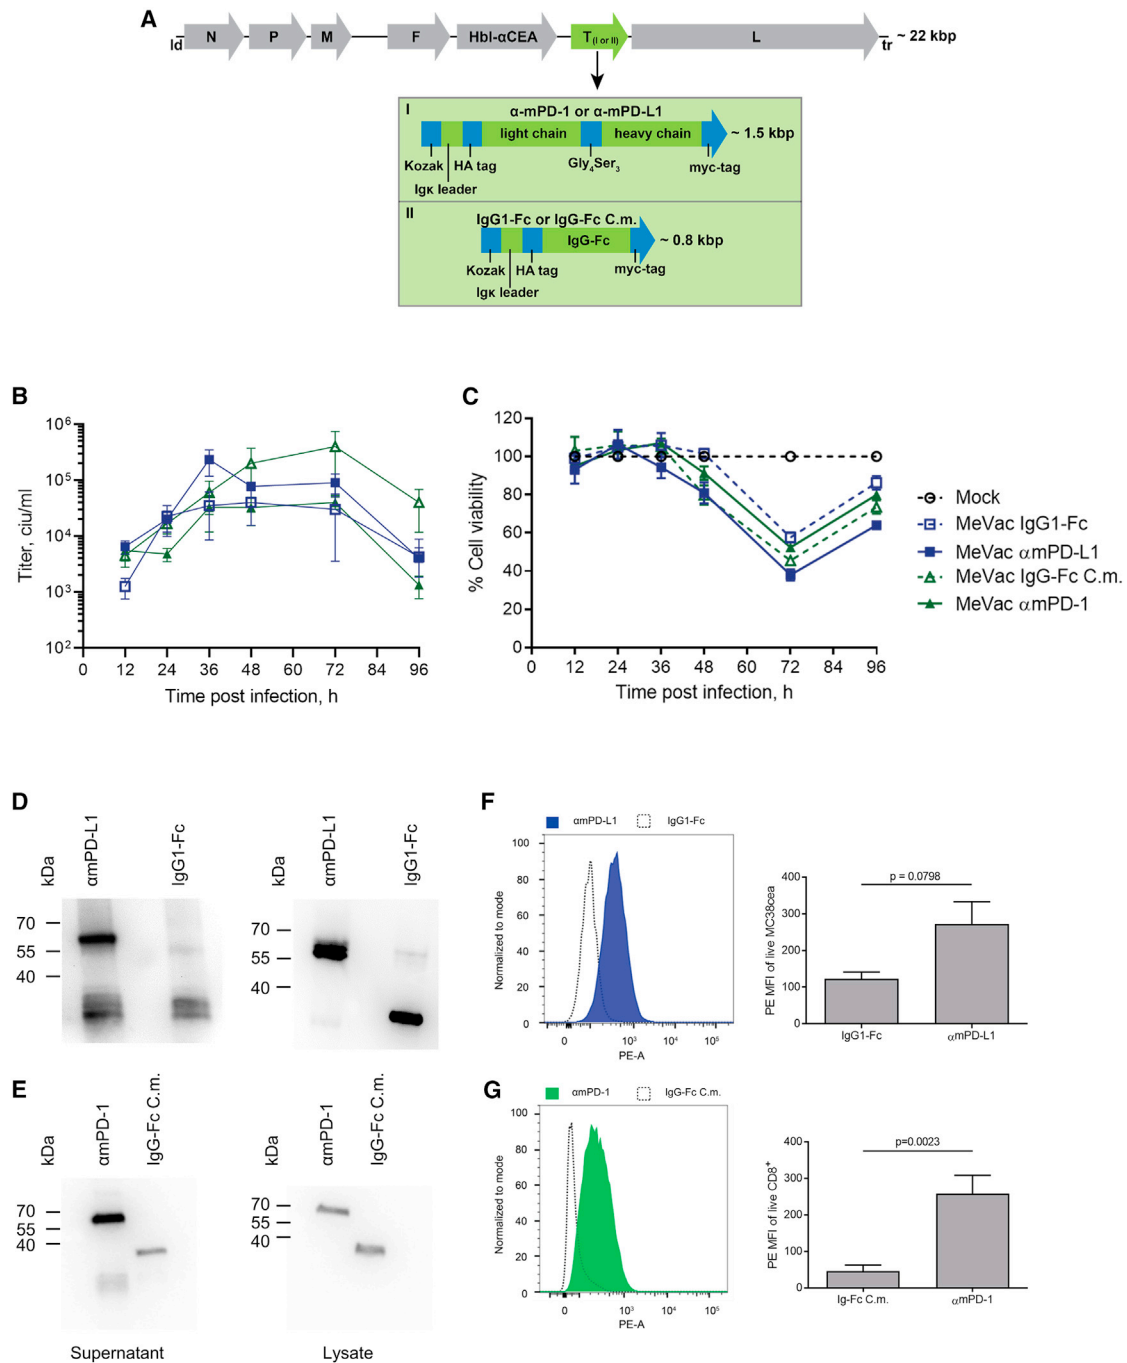 A
ld N P M F Hbl-αCEA T(I or II) L tr ~ 22 kbp
I
α-mPD-1 or α-mPD-L1
light chain heavy chain ~ 1.5 kbp
Kozak HA tag Gly4Ser3 myc-tag
Igκ leader
II
IgG1-Fc or IgG-Fc C.m.
IgG-Fc ~ 0.8 kbp
Kozak HA tag myc-tag
Igκ leader
B
Titer, ciu/ml
10^6
10^5
10^4
10^3
10^2
0 12 24 36 48 60 72 84 96
Time post infection, h
C
% Cell viability
120
100
80
60
40
20
0
0 12 24 36 48 60 72 84 96
Time post infection, h
Mock
MeVac IgG1-Fc
MeVac αmPD-L1
MeVac IgG-Fc C.m.
MeVac αmPD-1
D
kDa αmPD-L1 IgG1-Fc
70
55
40
kDa αmPD-L1 IgG1-Fc
70
55
40
E
kDa αmPD-1 IgG-Fc C.m.
70
55
40
kDa αmPD-1 IgG-Fc C.m.
70
55
40
Supernatant Lysate
F
αmPD-L1 IgG1-Fc
Normalized to mode
100
80
60
40
20
0
0 10^3 10^4 10^5
PE-A
PE MFI of live MC38cea
p = 0.0798
400
300
200
100
0
IgG1-Fc αmPD-L1
G
αmPD-1 IgG-Fc C.m.
Normalized to mode
100
80
60
40
20
0
0 10^3 10^4 10^5
PE-A
PE MFI of live CD8+
p=0.0023
400
300
200
100
0
Ig-Fc C.m. αmPD-1